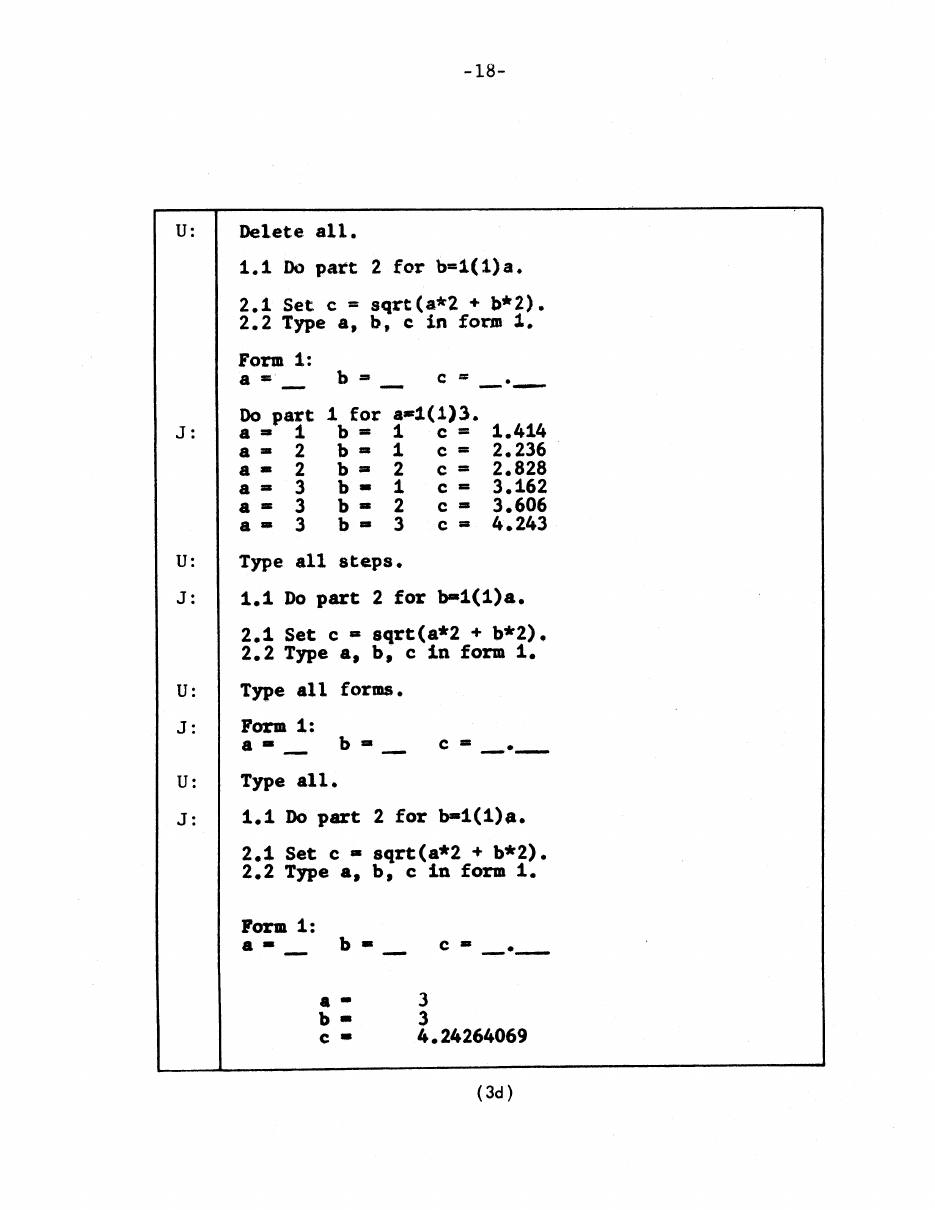 -18-
U: Delete all.
1.1 Do part 2 for b=1(1)a.
2.1 Set c = sqrt(a*2 + b*2).
2.2 Type a, b, c in form 1.
Form 1:
a = __ b = __ c = __.___
Do part 1 for a=1(1)3.
J: a = 1 b = 1 c = 1.414
a = 2 b = 1 c = 2.236
a = 2 b = 2 c = 2.828
a = 3 b = 1 c = 3.162
a = 3 b = 2 c = 3.606
a = 3 b = 3 c = 4.243
U: Type all steps.
J: 1.1 Do part 2 for b=1(1)a.
2.1 Set c = sqrt(a*2 + b*2).
2.2 Type a, b, c in form 1.
U: Type all forms.
J: Form 1:
a = __ b = __ c = __.___
U: Type all.
J: 1.1 Do part 2 for b=1(1)a.
2.1 Set c = sqrt(a*2 + b*2).
2.2 Type a, b, c in form 1.
Form 1:
a = __ b = __ c = __.___
a = 3
b = 3
c = 4.24264069
(3d)